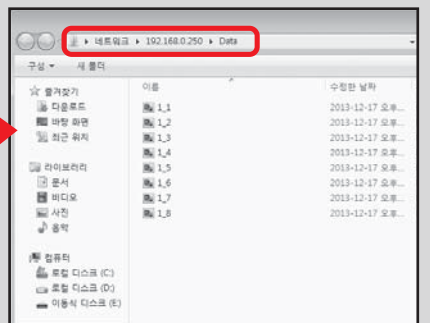 네트워크 ▸ 192.168.0.250 ▸ Data
구성 ▾ 새 폴더
즐겨찾기
다운로드
바탕 화면
최근 위치
라이브러리
문서
비디오
사진
음악
컴퓨터
로컬 디스크 (C:)
로컬 디스크 (D:)
이동식 디스크 (E)
이름 수정한 날짜
1_1 2013-12-17 오후...
1_2 2013-12-17 오후...
1_3 2013-12-17 오후...
1_4 2013-12-17 오후...
1_5 2013-12-17 오후...
1_6 2013-12-17 오후...
1_7 2013-12-17 오후...
1_8 2013-12-17 오후...